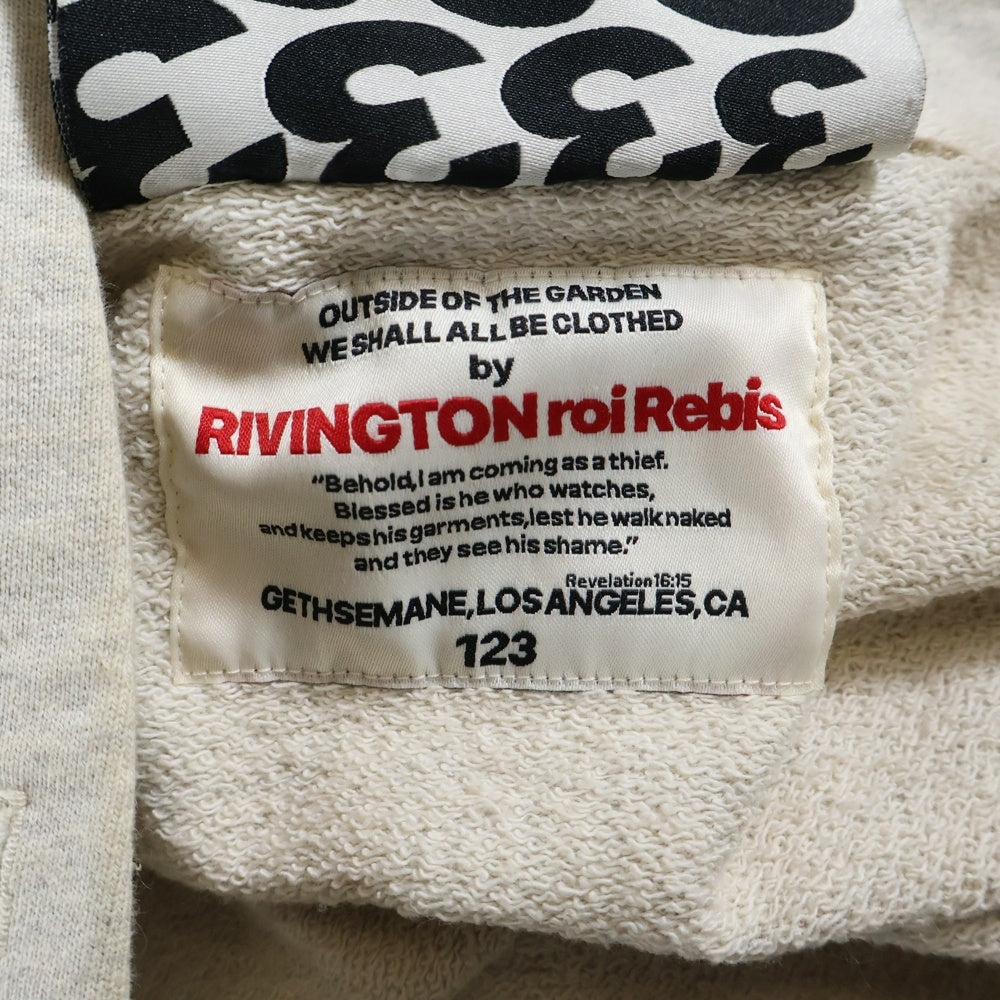 OUTSIDE OF THE GARDEN
WE SHALL ALL BE CLOTHED
by
RIVINGTON roi Rebis
“Behold, I am coming as a thief.
Blessed is he who watches,
and keeps his garments, lest he walk naked
and they see his shame.”
Revelation 16:15
GETHSEMANE, LOS ANGELES, CA
123